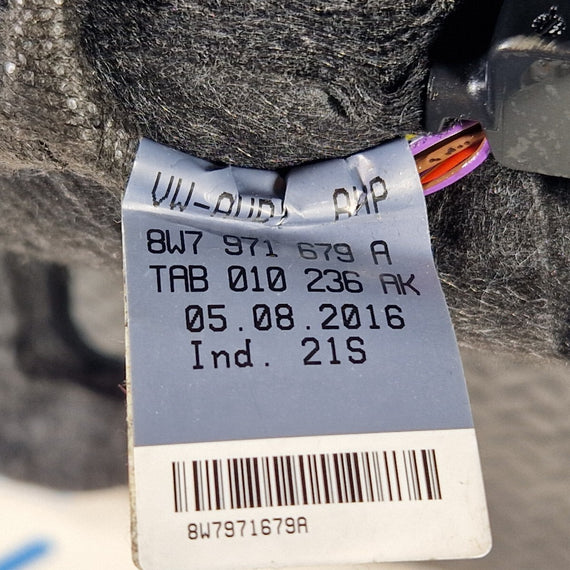 VW-AUDI AMP
8W7 971 679 A
TAB 010 236 AK
05.08.2016
Ind. 21S
8W7971679A